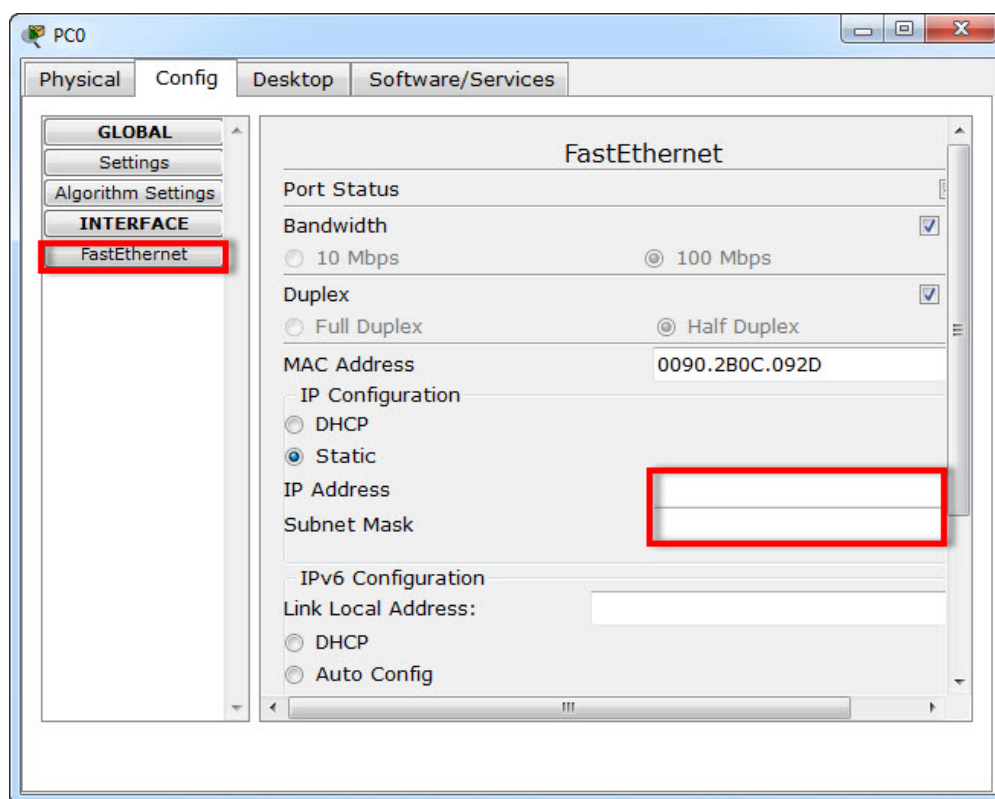 PC0
Physical Config Desktop Software/Services
GLOBAL
Settings
Algorithm Settings
INTERFACE
FastEthernet
FastEthernet
Port Status
Bandwidth
10 Mbps 100 Mbps
Duplex
Full Duplex Half Duplex
MAC Address 0090.2B0C.092D
IP Configuration
DHCP
Static
IP Address
Subnet Mask
IPv6 Configuration
Link Local Address:
DHCP
Auto Config